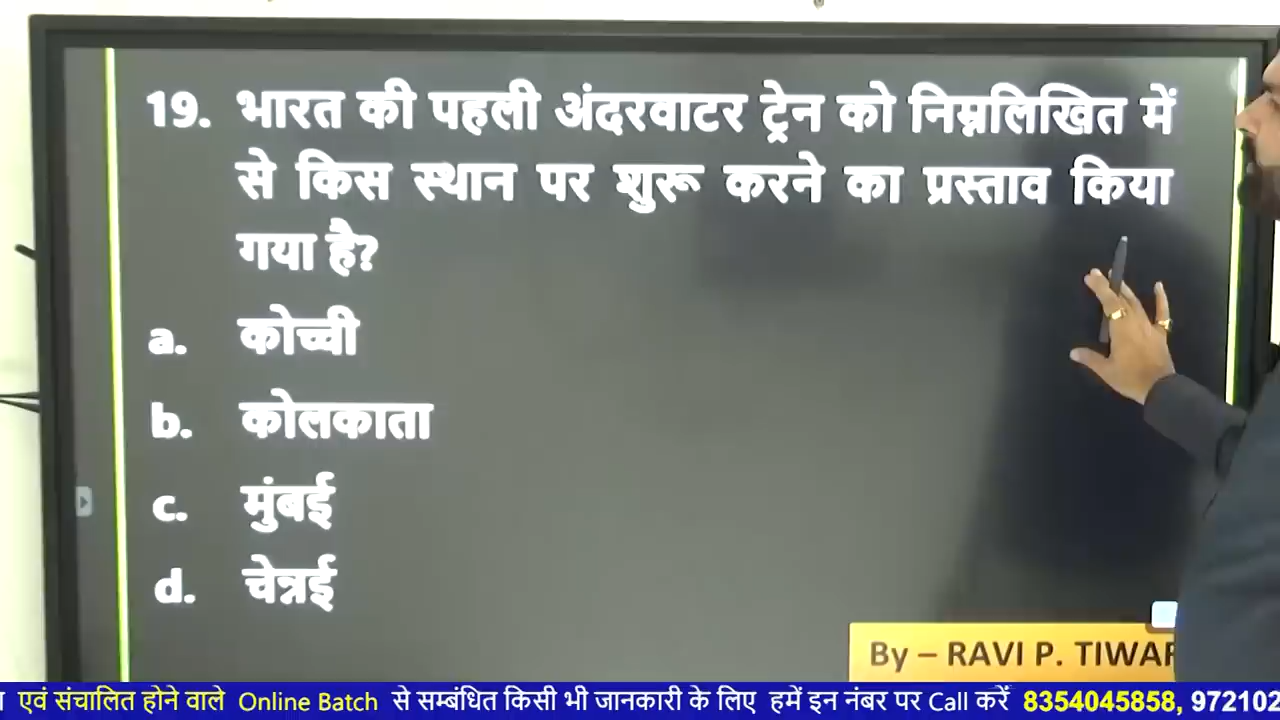 19. भारत की पहली अंदरवाटर ट्रेन को निम्नलिखित में
से किस स्थान पर शुरू करने का प्रस्ताव किया
गया है?
a. कोच्ची
b. कोलकाता
c. मुंबई
d. चेन्नई
By – RAVI P. TIWAR
एवं संचालित होने वाले Online Batch से सम्बंधित किसी भी जानकारी के लिए हमें इन नंबर पर Call करें 8354045858, 972102